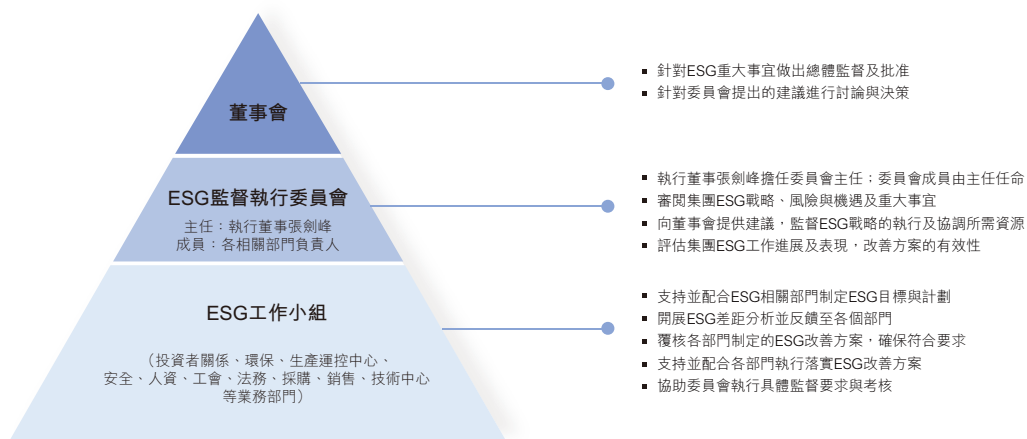 董事會
針對ESG重大事宜做出總體監督及批准
針對委員會提出的建議進行討論與決策
ESG監督執行委員會
主任：執行董事張劍峰
成員：各相關部門負責人
執行董事張劍峰擔任委員會主任；委員會成員由主任任命
審閱集團ESG戰略、風險與機遇及重大事宜
向董事會提供建議，監督ESG戰略的執行及協調所需資源
評估集團ESG工作進展及表現，改善方案的有效性
ESG工作小組
（投資者關係、環保、生產運控中心、
安全、人資、工會、法務、採購、銷售、技術中心
等業務部門）
支持並配合ESG相關部門制定ESG目標與計劃
開展ESG差距分析並反饋至各個部門
覆核各部門制定的ESG改善方案，確保符合要求
支持並配合各部門執行落實ESG改善方案
協助委員會執行具體監督要求與考核